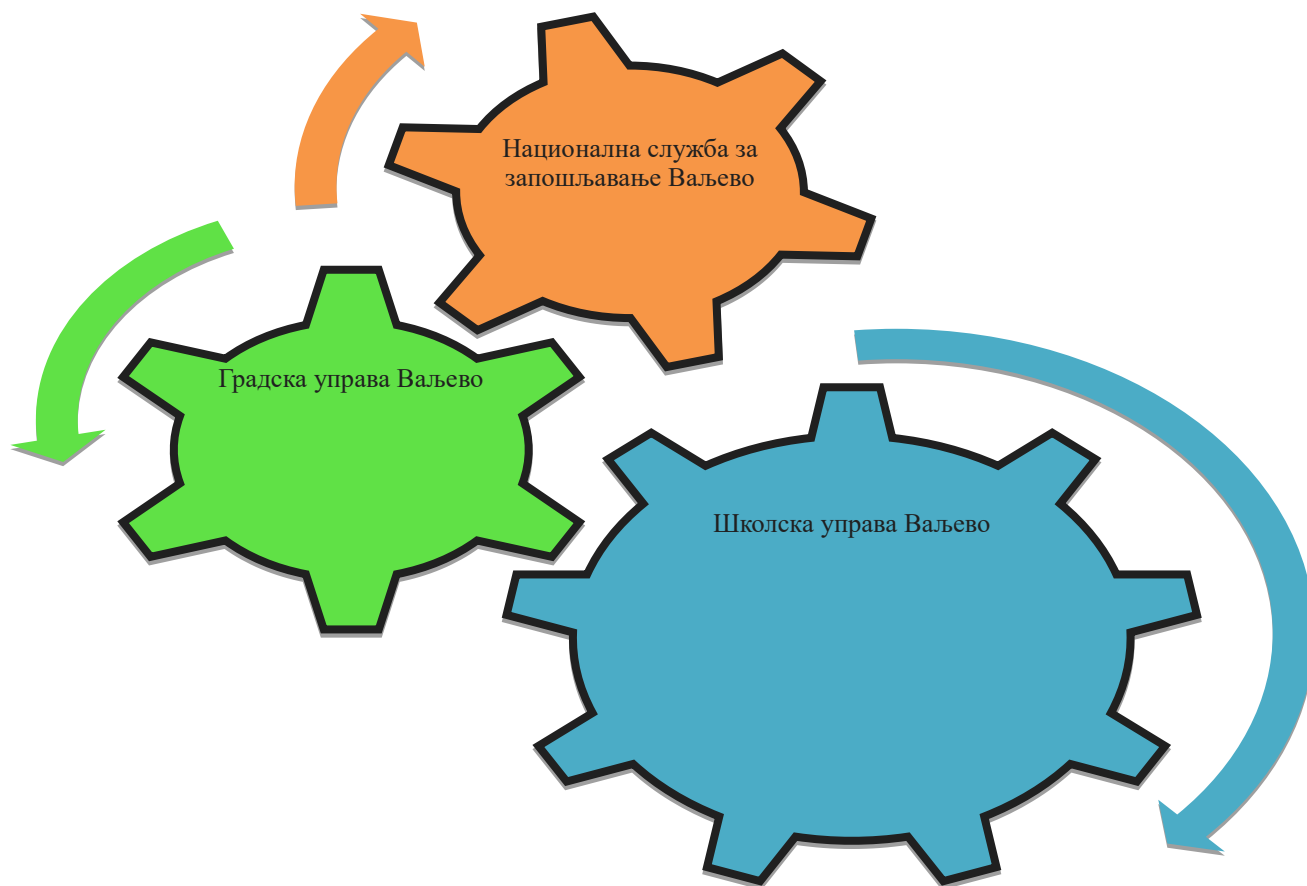 Национална служба за
запошљавање Ваљево
Градска управа Ваљево
Школска управа Ваљево